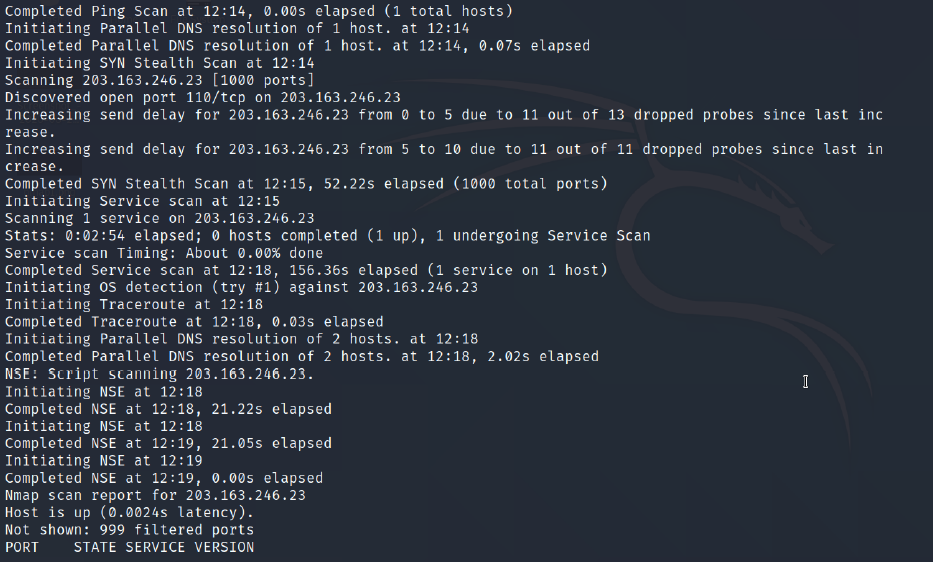 Completed Ping Scan at 12:14, 0.00s elapsed (1 total hosts)
Initiating Parallel DNS resolution of 1 host. at 12:14
Completed Parallel DNS resolution of 1 host. at 12:14, 0.07s elapsed
Initiating SYN Stealth Scan at 12:14
Scanning 203.163.246.23 [1000 ports]
Discovered open port 110/tcp on 203.163.246.23
Increasing send delay for 203.163.246.23 from 0 to 5 due to 11 out of 13 dropped probes since last inc
rease.
Increasing send delay for 203.163.246.23 from 5 to 10 due to 11 out of 11 dropped probes since last in
crease.
Completed SYN Stealth Scan at 12:15, 52.22s elapsed (1000 total ports)
Initiating Service scan at 12:15
Scanning 1 service on 203.163.246.23
Stats: 0:02:54 elapsed; 0 hosts completed (1 up), 1 undergoing Service Scan
Service scan Timing: About 0.00% done
Completed Service scan at 12:18, 156.36s elapsed (1 service on 1 host)
Initiating OS detection (try #1) against 203.163.246.23
Initiating Traceroute at 12:18
Completed Traceroute at 12:18, 0.03s elapsed
Initiating Parallel DNS resolution of 2 hosts. at 12:18
Completed Parallel DNS resolution of 2 hosts. at 12:18, 2.02s elapsed
NSE: Script scanning 203.163.246.23.
Initiating NSE at 12:18
Completed NSE at 12:18, 21.22s elapsed
Initiating NSE at 12:18
Completed NSE at 12:19, 21.05s elapsed
Initiating NSE at 12:19
Completed NSE at 12:19, 0.00s elapsed
Nmap scan report for 203.163.246.23
Host is up (0.0024s latency).
Not shown: 999 filtered ports
PORT    STATE SERVICE VERSION